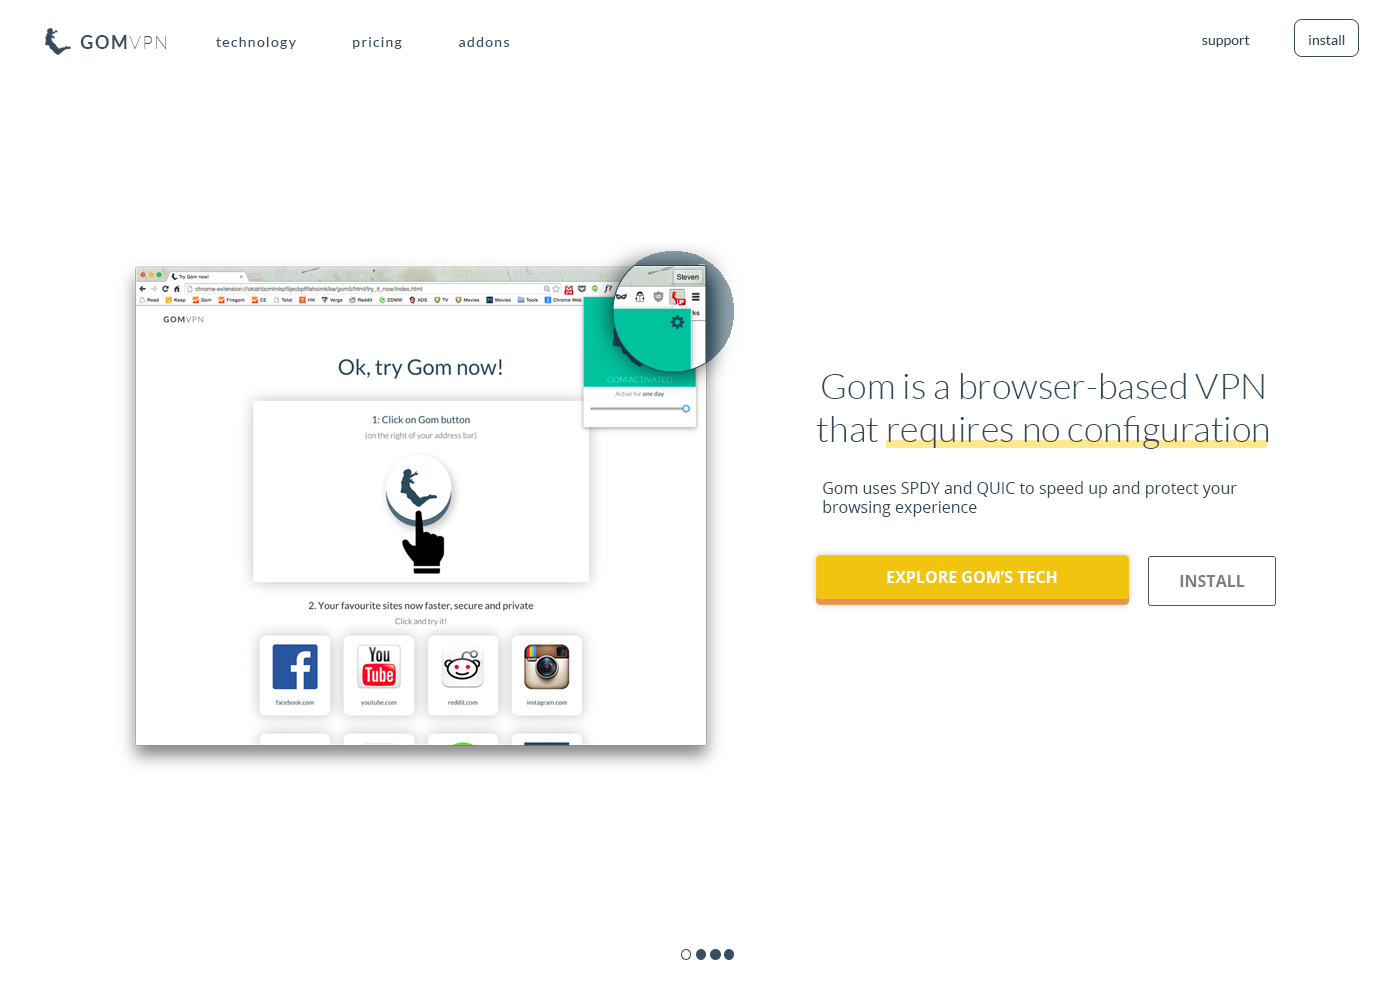 GOMVPN
technology
pricing
addons
support
install
Try Gom now!
Steven
chrome-extension://ckiahbcmlmkpfiijecbpflfahoimklke/gom5/html/try_it_now/index.html
Read
Keep
Gom
Firegom
CE
Total
HN
Verge
Reddit
EDMW
ADS
TV
Movies
Movies
Tools
Chrome Web
rks
GOMVPN
Ok, try Gom now!
GOM ACTIVATED
Active for one day
1: Click on Gom button
(on the right of your address bar)
2. Your favourite sites now faster, secure and private
Click and try it!
You
Tube
facebook.com
youtube.com
reddit.com
instagram.com
Gom is a browser-based VPN
that requires no configuration
Gom uses SPDY and QUIC to speed up and protect your
browsing experience
EXPLORE GOM'S TECH
INSTALL